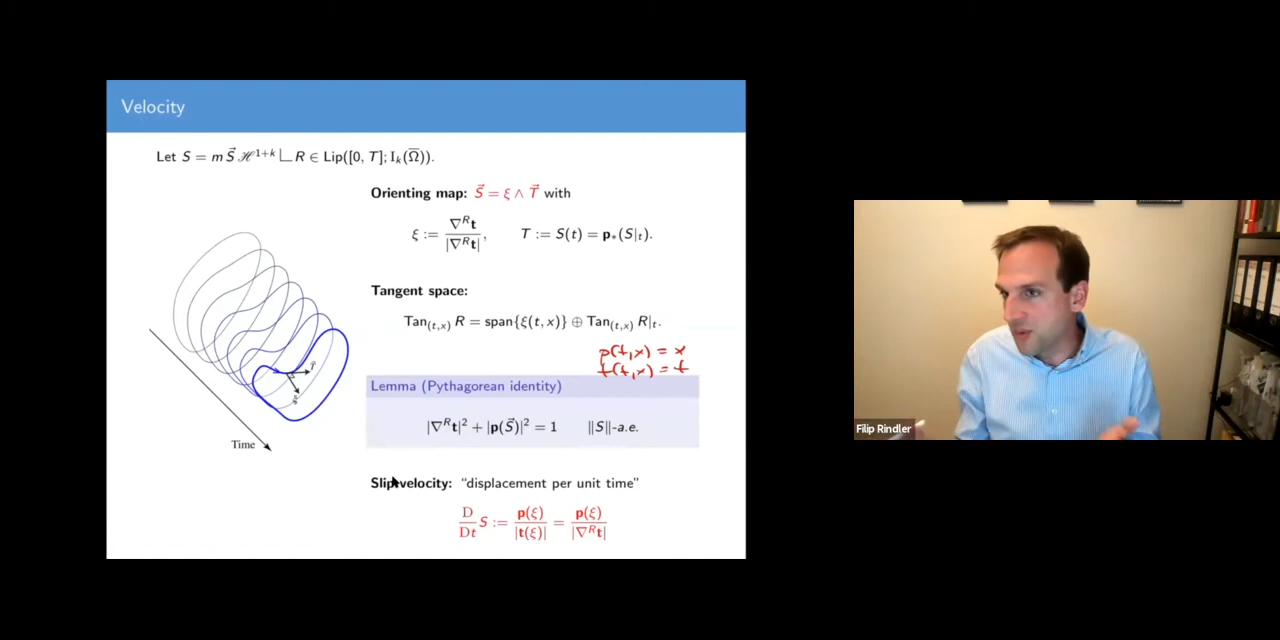 Velocity
Let S = m S⃗ ℋ^{1+k} ⌞ R ∈ Lip([0, T]; I_k(Ω̅)).
Orienting map: S⃗ = ξ ∧ T⃗ with
ξ := ∇^R t / |∇^R t|, T := S(t) = p_*(S|_t).
Tangent space:
Tan_{(t,x)} R = span{ξ(t, x)} ⊕ Tan_{(t,x)} R|_t.
p(t,x) = x
t(t,x) = t
Lemma (Pythagorean identity)
|∇^R t|² + |p(S⃗)|² = 1 ‖S‖-a.e.
Time
Slip velocity: “displacement per unit time”
D/Dt S := p(ξ)/|t(ξ)| = p(ξ)/|∇^R t|
Filip Rindler